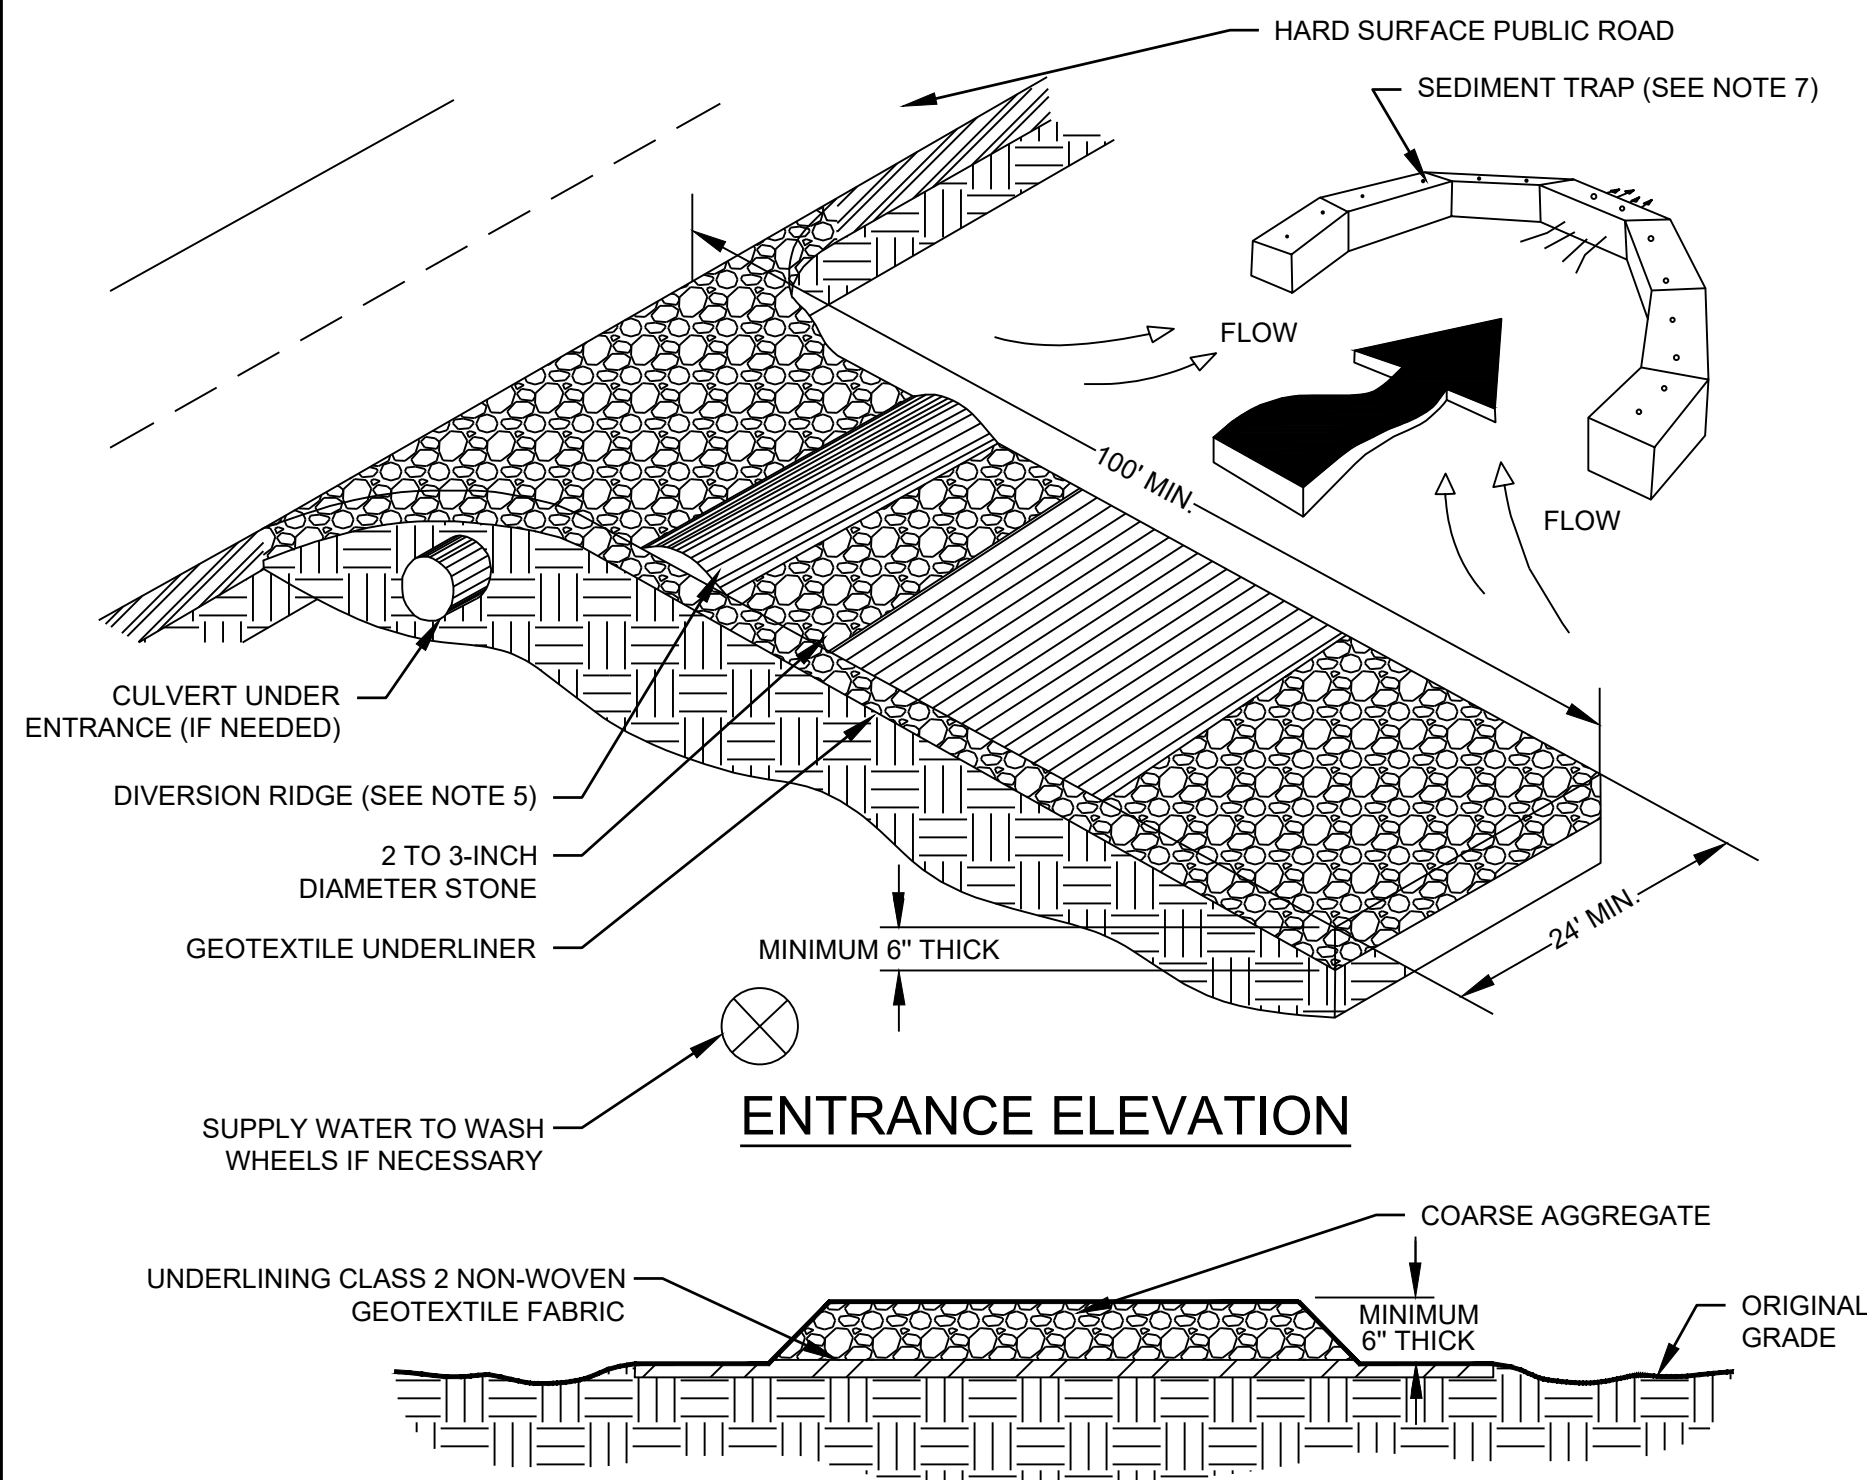 HARD SURFACE PUBLIC ROAD
SEDIMENT TRAP (SEE NOTE 7)
FLOW
100' MIN.
FLOW
CULVERT UNDER
ENTRANCE (IF NEEDED)
DIVERSION RIDGE (SEE NOTE 5)
2 TO 3-INCH
DIAMETER STONE
GEOTEXTILE UNDERLINER
MINIMUM 6" THICK
24' MIN.
SUPPLY WATER TO WASH
WHEELS IF NECESSARY
ENTRANCE ELEVATION
COARSE AGGREGATE
UNDERLINING CLASS 2 NON-WOVEN
GEOTEXTILE FABRIC
MINIMUM
6" THICK
ORIGINAL
GRADE